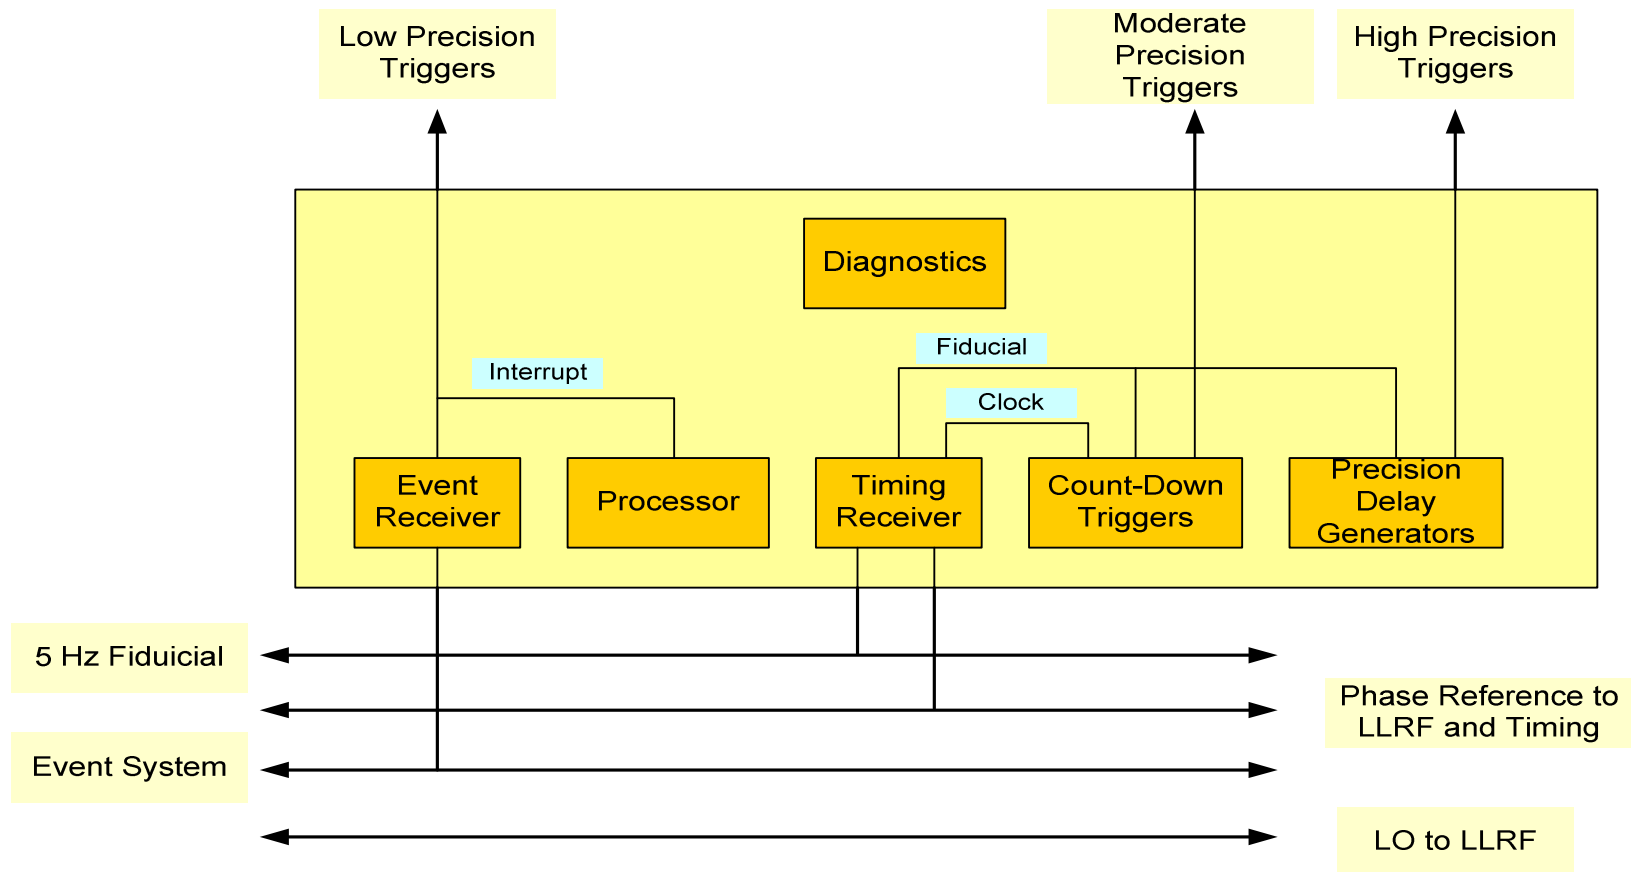 Low Precision
Triggers
Moderate
Precision
Triggers
High Precision
Triggers
Diagnostics
Fiducial
Interrupt
Clock
Event
Receiver
Processor
Timing
Receiver
Count-Down
Triggers
Precision
Delay
Generators
5 Hz Fiduicial
Phase Reference to
LLRF and Timing
Event System
LO to LLRF